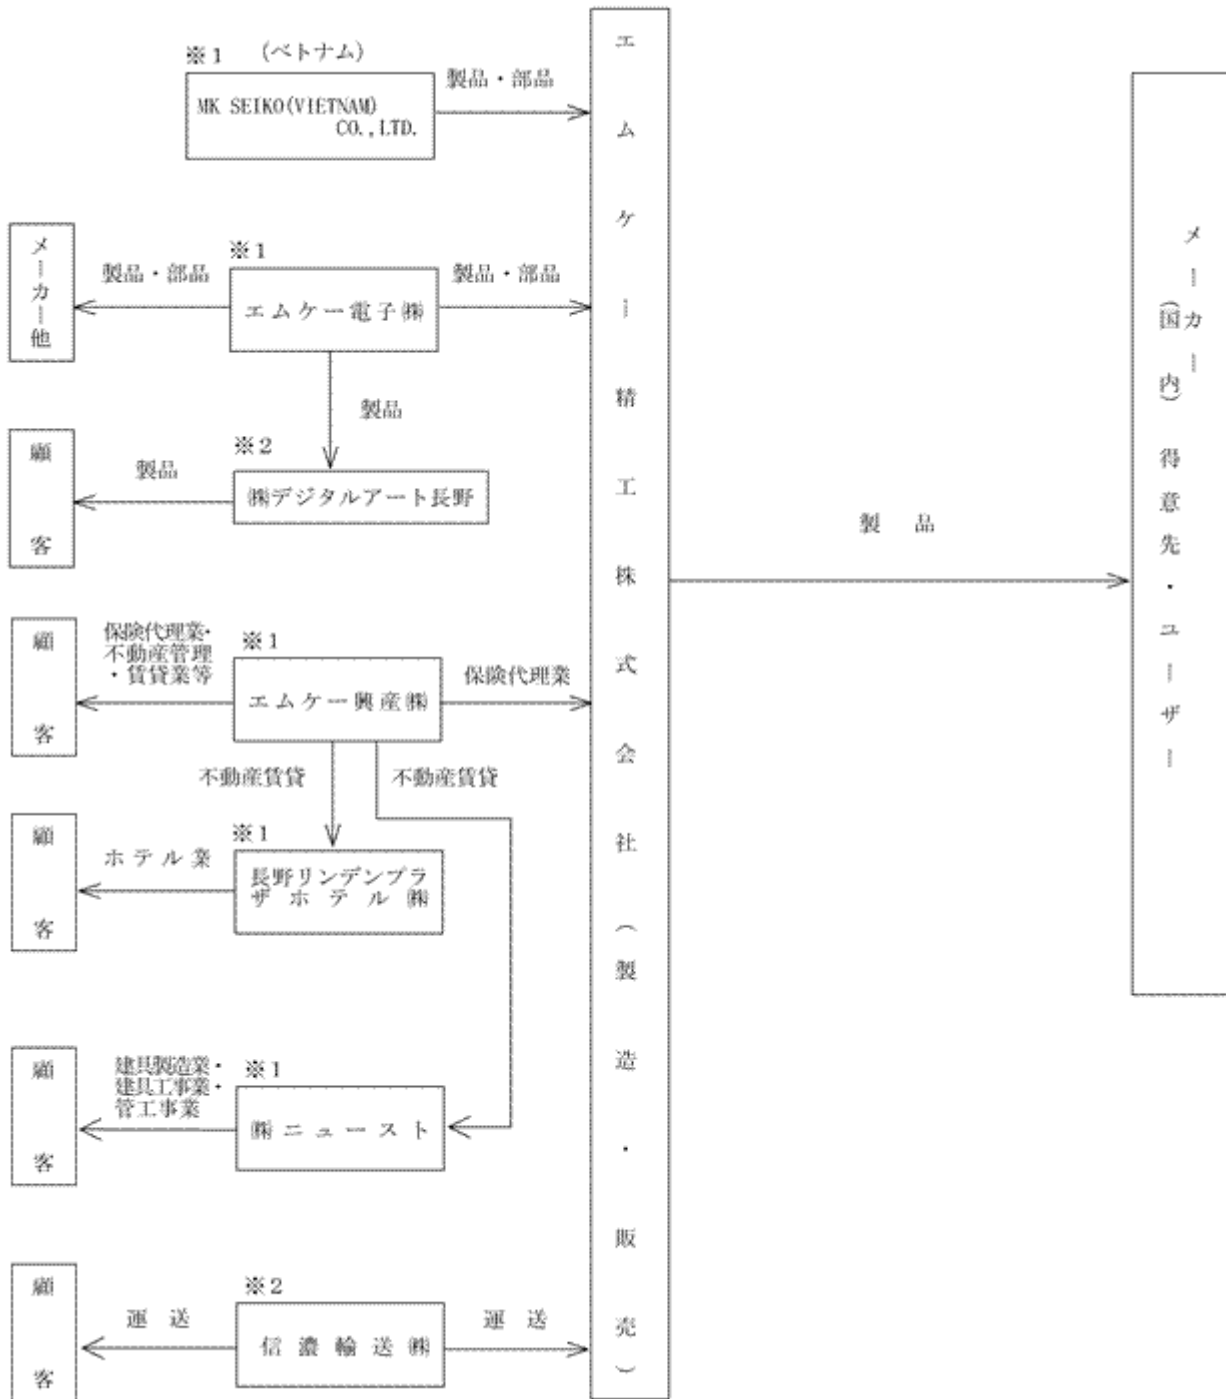 ※1 (ベトナム)
MK SEIKO(VIETNAM)
CO.,LTD.
製品・部品
メーカー他
製品・部品
※1
エムケー電子㈱
製品・部品
製品
顧客
製品
※2
㈱デジタルアート長野
顧客
保険代理業・
不動産管理
・賃貸業等
※1
エムケー興産㈱
保険代理業
不動産賃貸
不動産賃貸
顧客
ホテル業
※1
長野リンデンプラ
ザホテル㈱
顧客
建具製造業・
建具工事業・
管工事業
※1
㈱ニュースト
顧客
運送
※2
信濃輸送㈱
運送
エムケー精工株式会社(製造・販売)
製品
メーカー
(国内)得意先・ユーザー